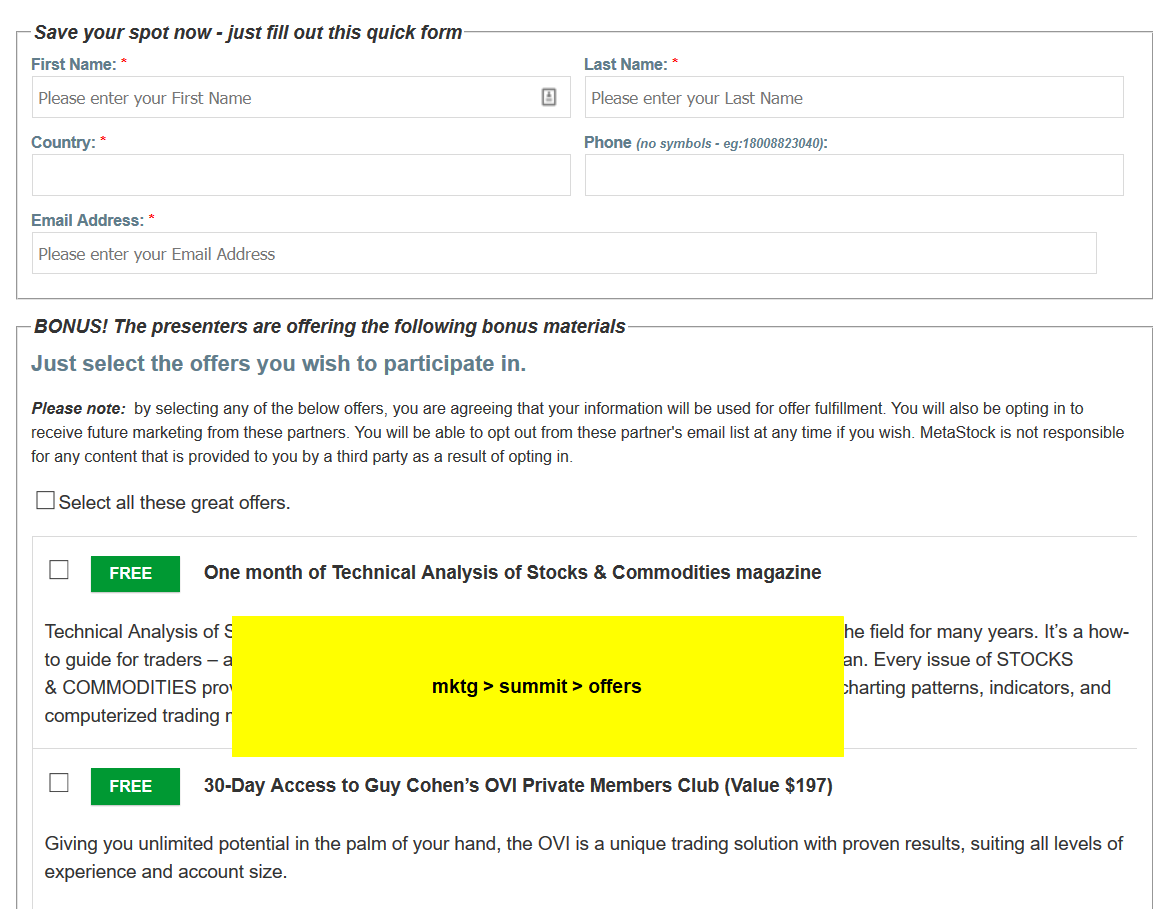 Save your spot now - just fill out this quick form
First Name: *
Last Name: *
Please enter your First Name
Please enter your Last Name
Country: *
Phone (no symbols - eg:18008823040):
Email Address: *
Please enter your Email Address
BONUS! The presenters are offering the following bonus materials
Just select the offers you wish to participate in.
Please note: by selecting any of the below offers, you are agreeing that your information will be used for offer fulfillment. You will also be opting in to
receive future marketing from these partners. You will be able to opt out from these partner's email list at any time if you wish. MetaStock is not responsible
for any content that is provided to you by a third party as a result of opting in.
Select all these great offers.
FREE One month of Technical Analysis of Stocks & Commodities magazine
Technical Analysis of field for many years. It’s a how-
to guide for traders – Every issue of STOCKS
& COMMODITIES charting patterns, indicators, and
computerized trading
mktg > summit > offers
FREE 30-Day Access to Guy Cohen’s OVI Private Members Club (Value $197)
Giving you unlimited potential in the palm of your hand, the OVI is a unique trading solution with proven results, suiting all levels of
experience and account size.